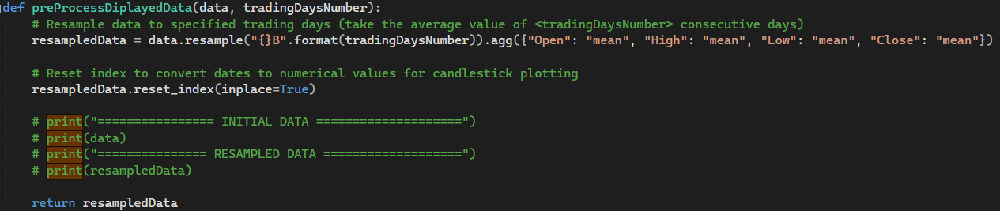 def preProcessDiplayedData(data, tradingDaysNumber):
# Resample data to specified trading days (take the average value of <tradingDaysNumber> consecutive days)
resampledData = data.resample("{}B".format(tradingDaysNumber)).agg({"Open": "mean", "High": "mean", "Low": "mean", "Close": "mean"})
# Reset index to convert dates to numerical values for candlestick plotting
resampledData.reset_index(inplace=True)
# print("================ INITIAL DATA ====================")
# print(data)
# print("=============== RESAMPLED DATA ===================")
# print(resampledData)
return resampledData